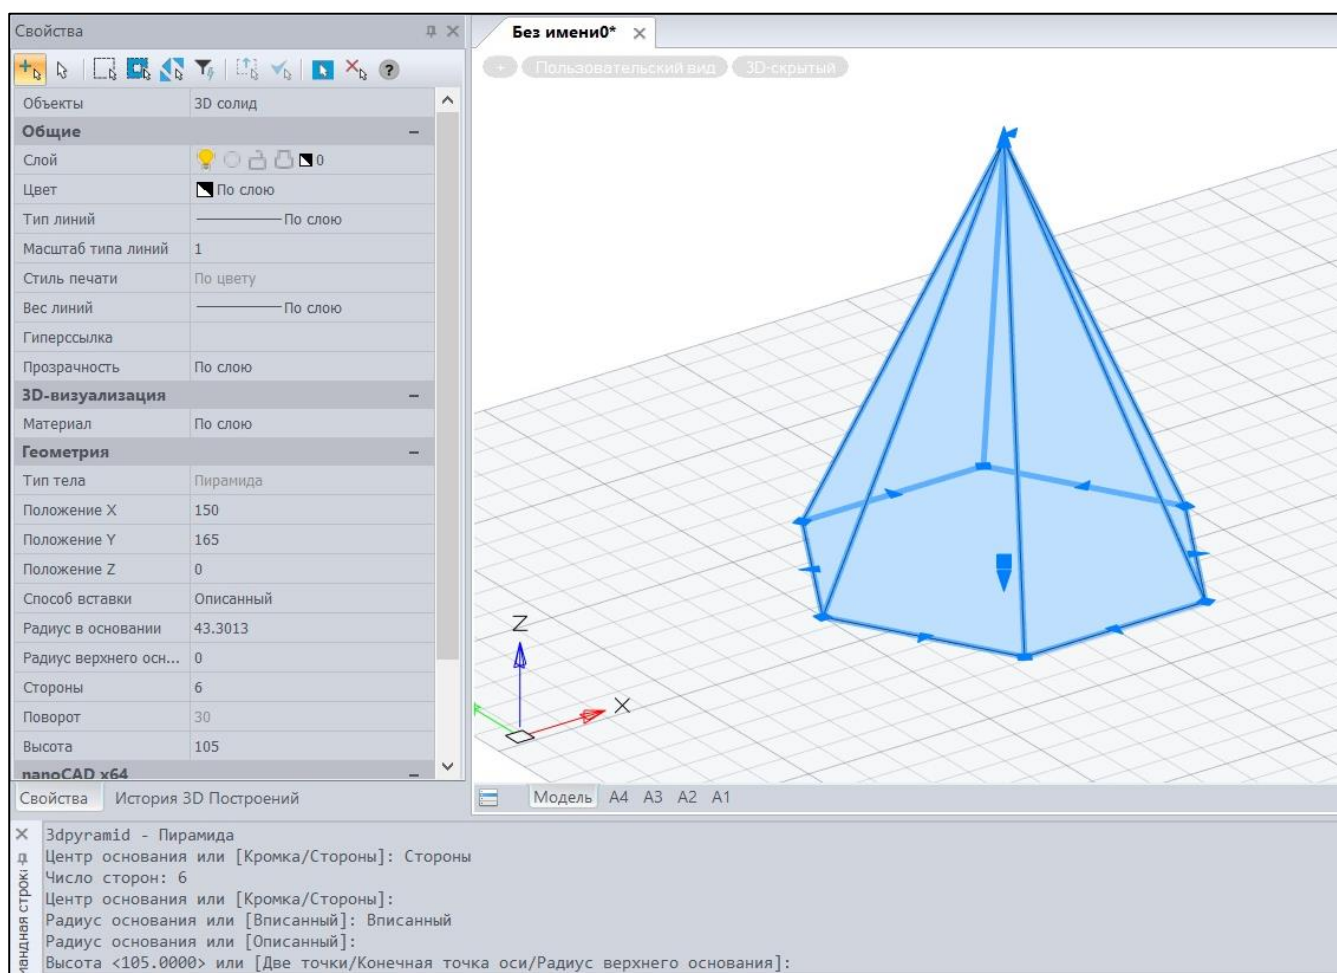 Свойства
Объекты 3D солид
Общие
Слой 0
Цвет По слою
Тип линий По слою
Масштаб типа линий 1
Стиль печати По цвету
Вес линий По слою
Гиперссылка
Прозрачность По слою
3D-визуализация
Материал По слою
Геометрия
Тип тела Пирамида
Положение X 150
Положение Y 165
Положение Z 0
Способ вставки Описанный
Радиус в основании 43.3013
Радиус верхнего осн... 0
Стороны 6
Поворот 30
Высота 105
nanoCAD x64
Свойства История 3D Построений
Без имени0*
+ Пользовательский вид 3D-скрытый
Z
X
Модель A4 A3 A2 A1
3dpyramid - Пирамида
Центр основания или [Кромка/Стороны]: Стороны
Число сторон: 6
Центр основания или [Кромка/Стороны]:
Радиус основания или [Вписанный]: Вписанный
Радиус основания или [Описанный]:
Высота <105.0000> или [Две точки/Конечная точка оси/Радиус верхнего основания]: